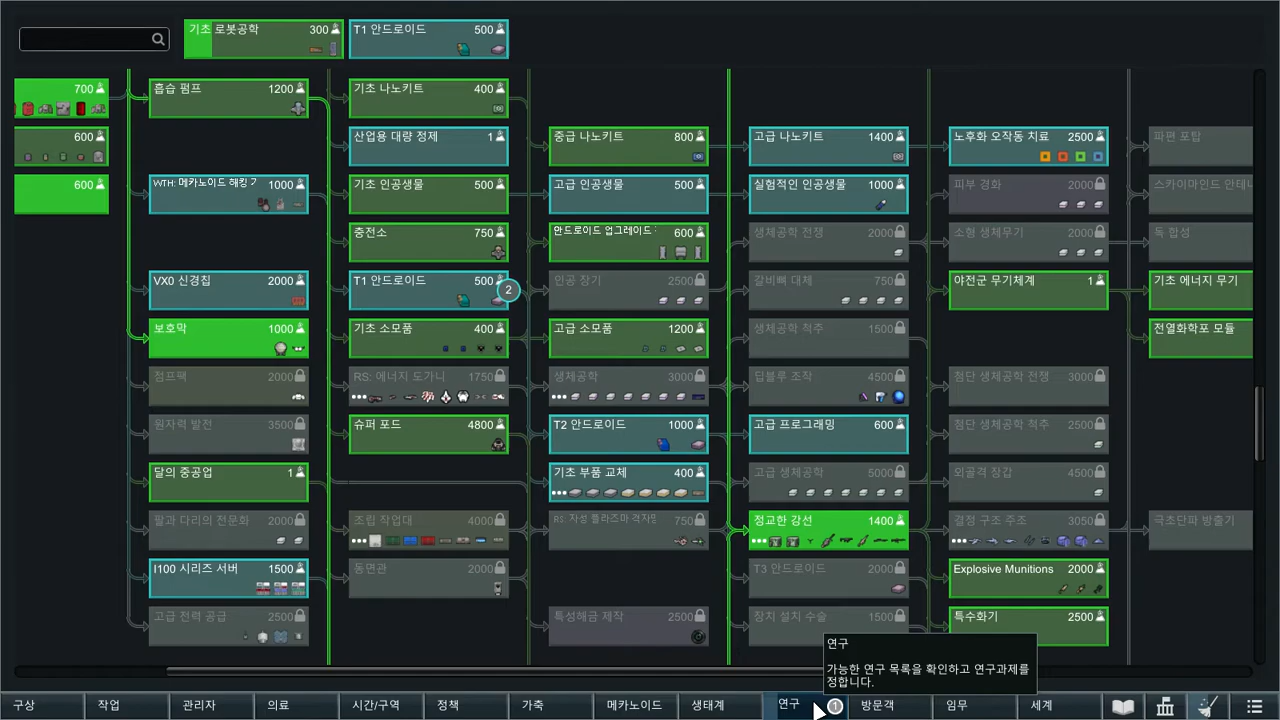 기초 로봇공학 300
T1 안드로이드 500
700
흡습 펌프 1200
기초 나노키트 400
600
산업용 대량 정제 1
중급 나노키트 800
고급 나노키트 1400
노후화 오작동 치료 2500
파편 포탑
600
WTH: 메카노이드 해킹 1000
기초 인공생물 500
고급 인공생물 500
실험적인 인공생물 1000
피부 경화 2000
스카이마인드 안테나
충전소 750
안드로이드 업그레이드 600
생체공학 전쟁 2000
소형 생체무기 2000
독 합성
VX0 신경칩 2000
T1 안드로이드 500
2
인공 장기 2500
갈비뼈 대체 750
야전군 무기체계 1
기초 에너지 무기
보호막 1000
기초 소모품 400
고급 소모품 1200
생체공학 척추 1500
전열화학포 모듈
점프팩 2000
RS: 에너지 도가니 1750
생체공학 3000
딥블루 조작 4500
첨단 생체공학 전쟁 3000
원자력 발전 3500
슈퍼 포드 4800
T2 안드로이드 1000
고급 프로그래밍 600
첨단 생체공학 척추 2500
달의 중공업 1
기초 부품 교체 400
고급 생체공학 5000
외골격 장갑 4500
팔과 다리의 전문화 2000
조립 작업대 4000
RS: 자성 플라즈마 격자망 750
정교한 강선 1400
결정 구조 주조 3050
극초단파 방출기
I100 시리즈 서버 1500
동면관 2000
T3 안드로이드 2000
Explosive Munitions 2000
고급 전력 공급 2500
특성해금 제작 2500
장치 설치 수술 1500
특수화기 2500
연구
가능한 연구 목록을 확인하고 연구과제를
정합니다.
구상 작업 관리자 의료 시간/구역 정책 가축 메카노이드 생태계 연구 1 방문객 임무 세계